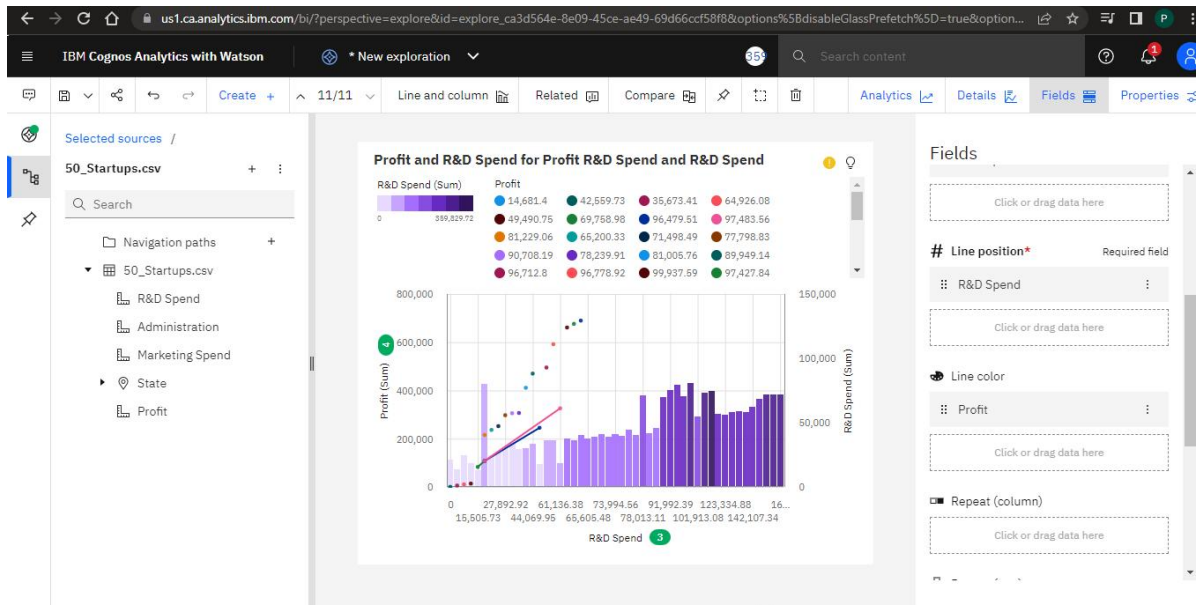 us1.ca.analytics.ibm.com/bi/?perspective=explore&id=explore_ca3d564e-8e09-45ce-ae49-69d66ccf58f8&options%5BdisableGlassPrefetch%5D=true&option...
P
IBM Cognos Analytics with Watson
* New exploration
359
Search content
1
Create +
11/11
Line and column
Related
Compare
Analytics
Details
Fields
Properties
Selected sources /
50_Startups.csv
Search
Navigation paths
50_Startups.csv
R&D Spend
Administration
Marketing Spend
State
Profit
Profit and R&D Spend for Profit R&D Spend and R&D Spend
R&D Spend (Sum)
Profit
14,681.4 42,559.73 35,673.41 64,926.08
0
49,490.75 69,758.98 96,479.51 97,483.56
81,229.06 65,200.33 71,498.49 77,798.83
90,708.19 78,239.91 81,005.76 89,949.14
96,712.8 96,778.92 99,937.59 97,427.84
800,000
600,000
400,000
200,000
0
Profit (Sum)
4
150,000
100,000
50,000
0
R&D Spend (Sum)
0 27,892.92 61,136.38 73,994.56 91,992.39 123,334.88 16...
15,505.73 44,069.95 65,605.48 78,013.11 101,913.08 142,107.34
R&D Spend 3
Fields
Click or drag data here
# Line position*
Required field
R&D Spend
Click or drag data here
Line color
Profit
Click or drag data here
Repeat (column)
Click or drag data here